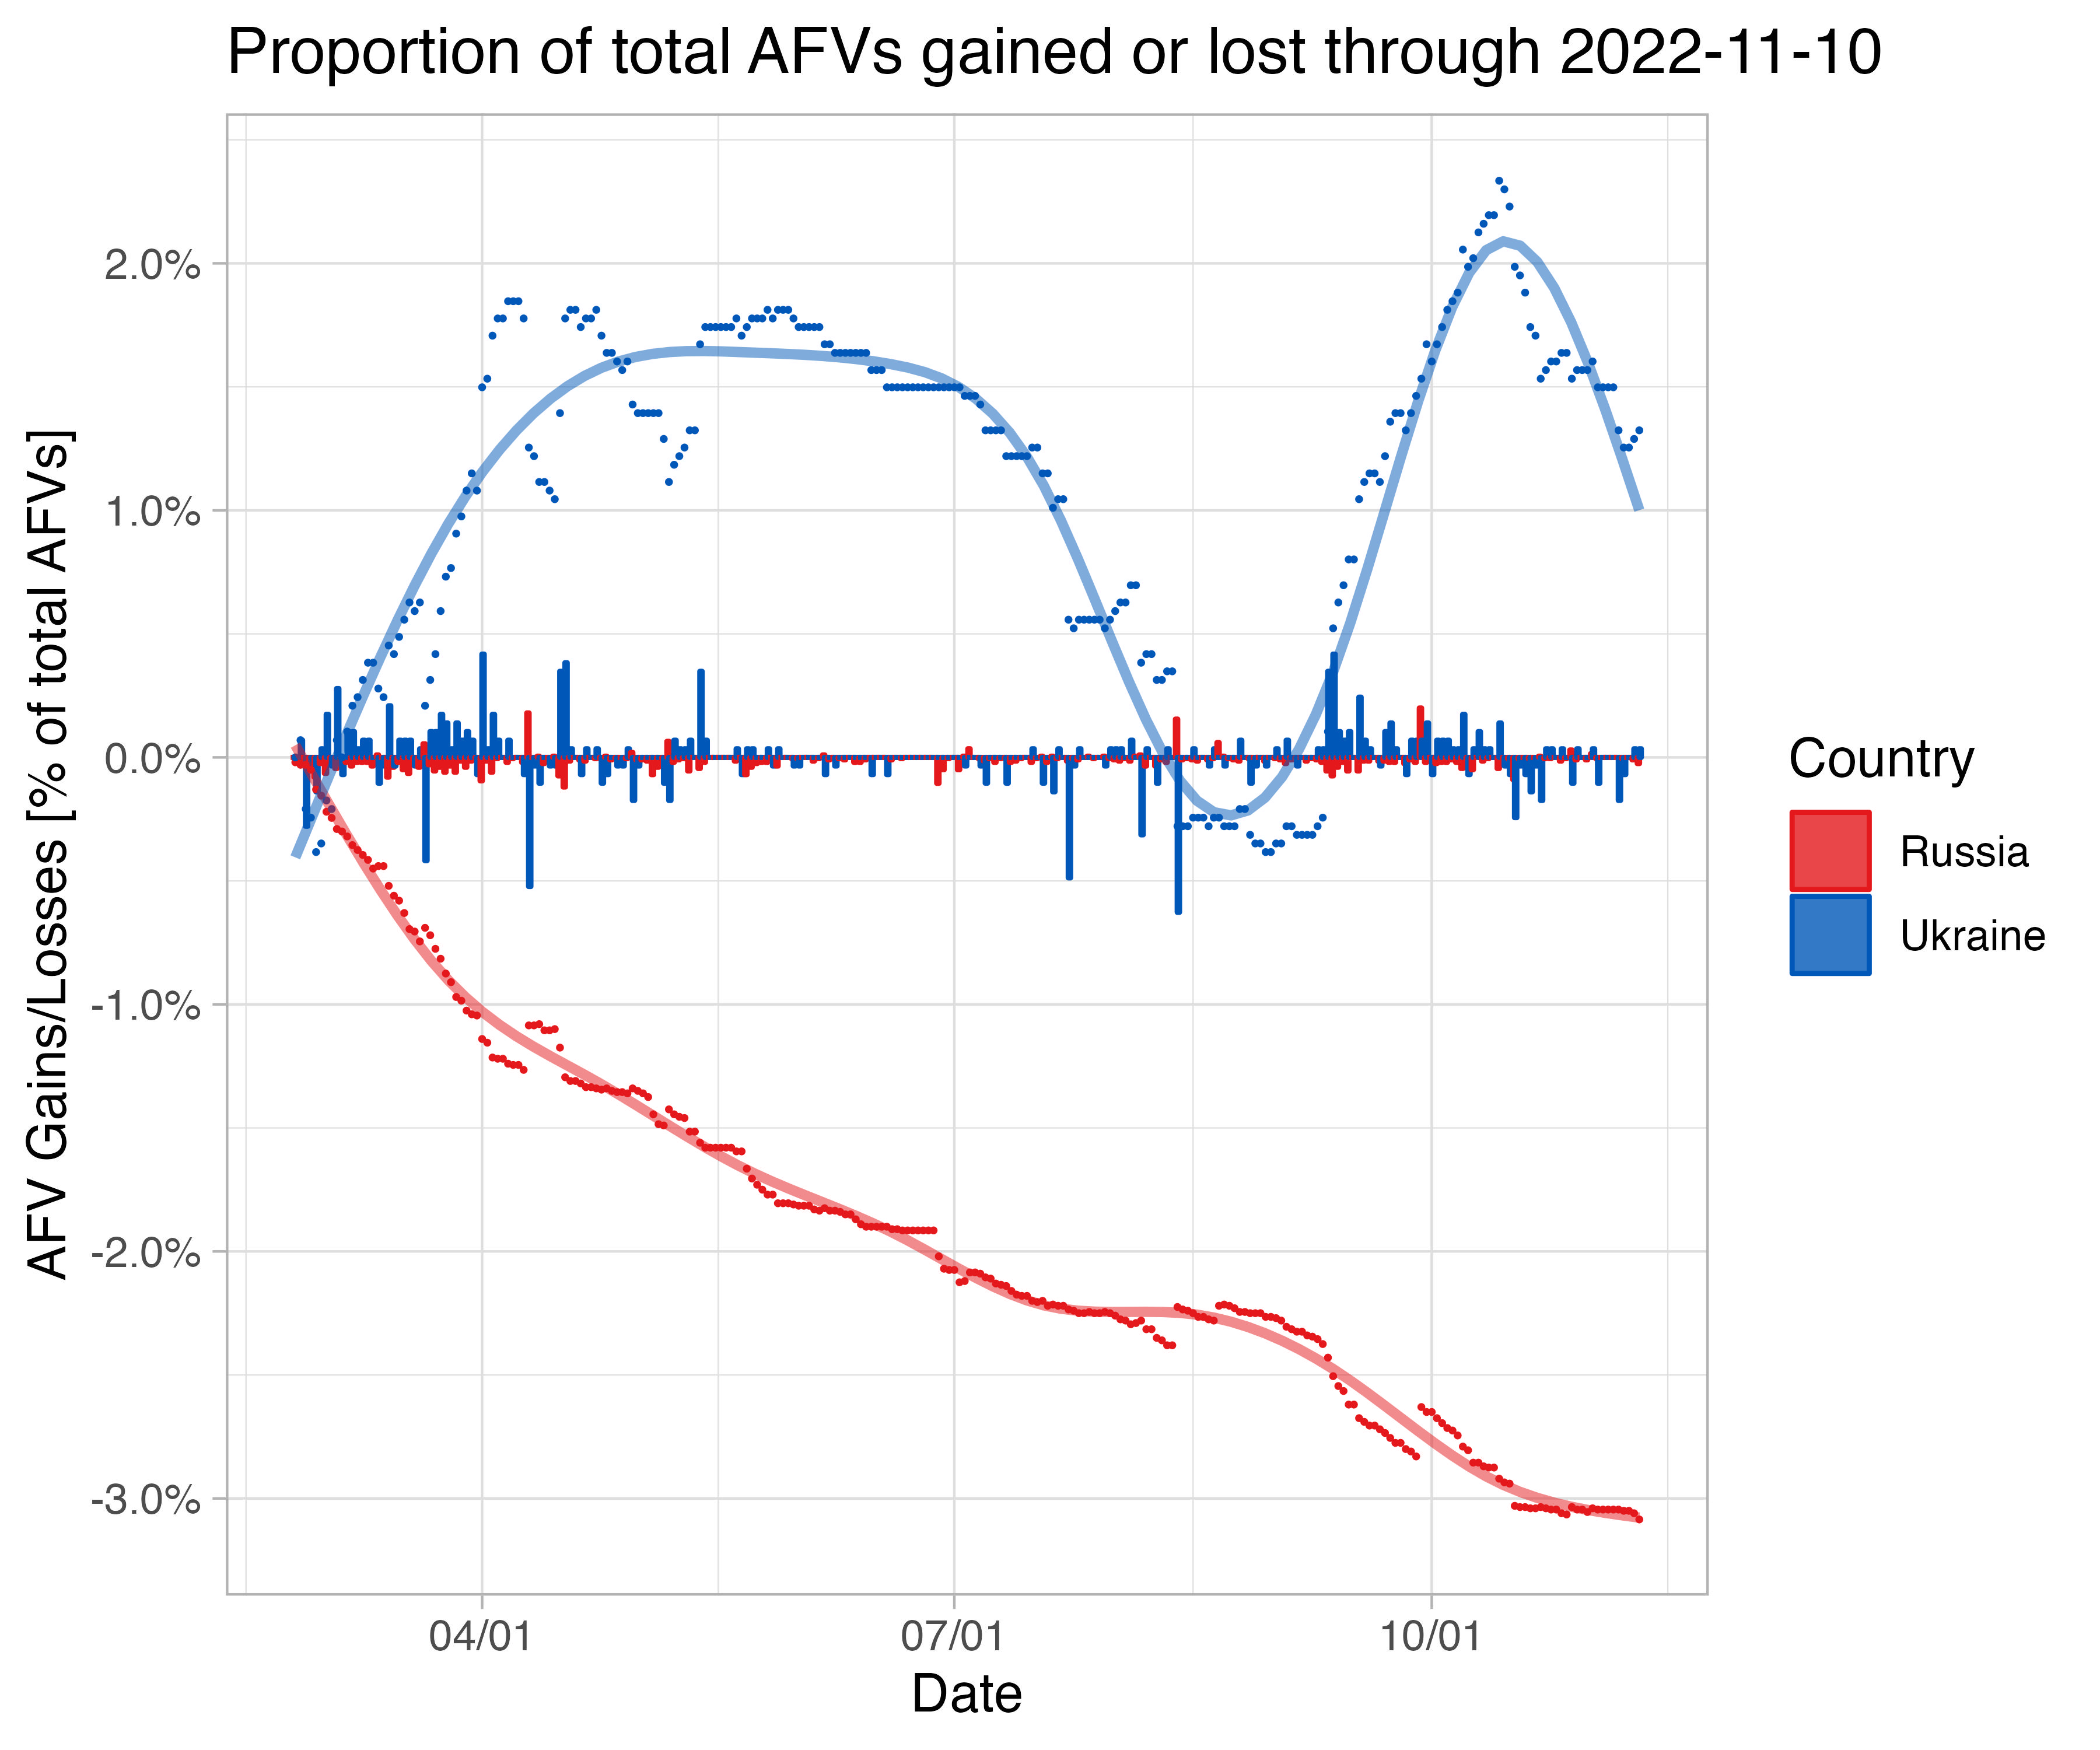 Proportion of total AFVs gained or lost through 2022-11-10
AFV Gains/Losses [% of total AFVs]
2.0%
1.0%
0.0%
-1.0%
-2.0%
-3.0%
04/01
07/01
10/01
Date
Country
Russia
Ukraine